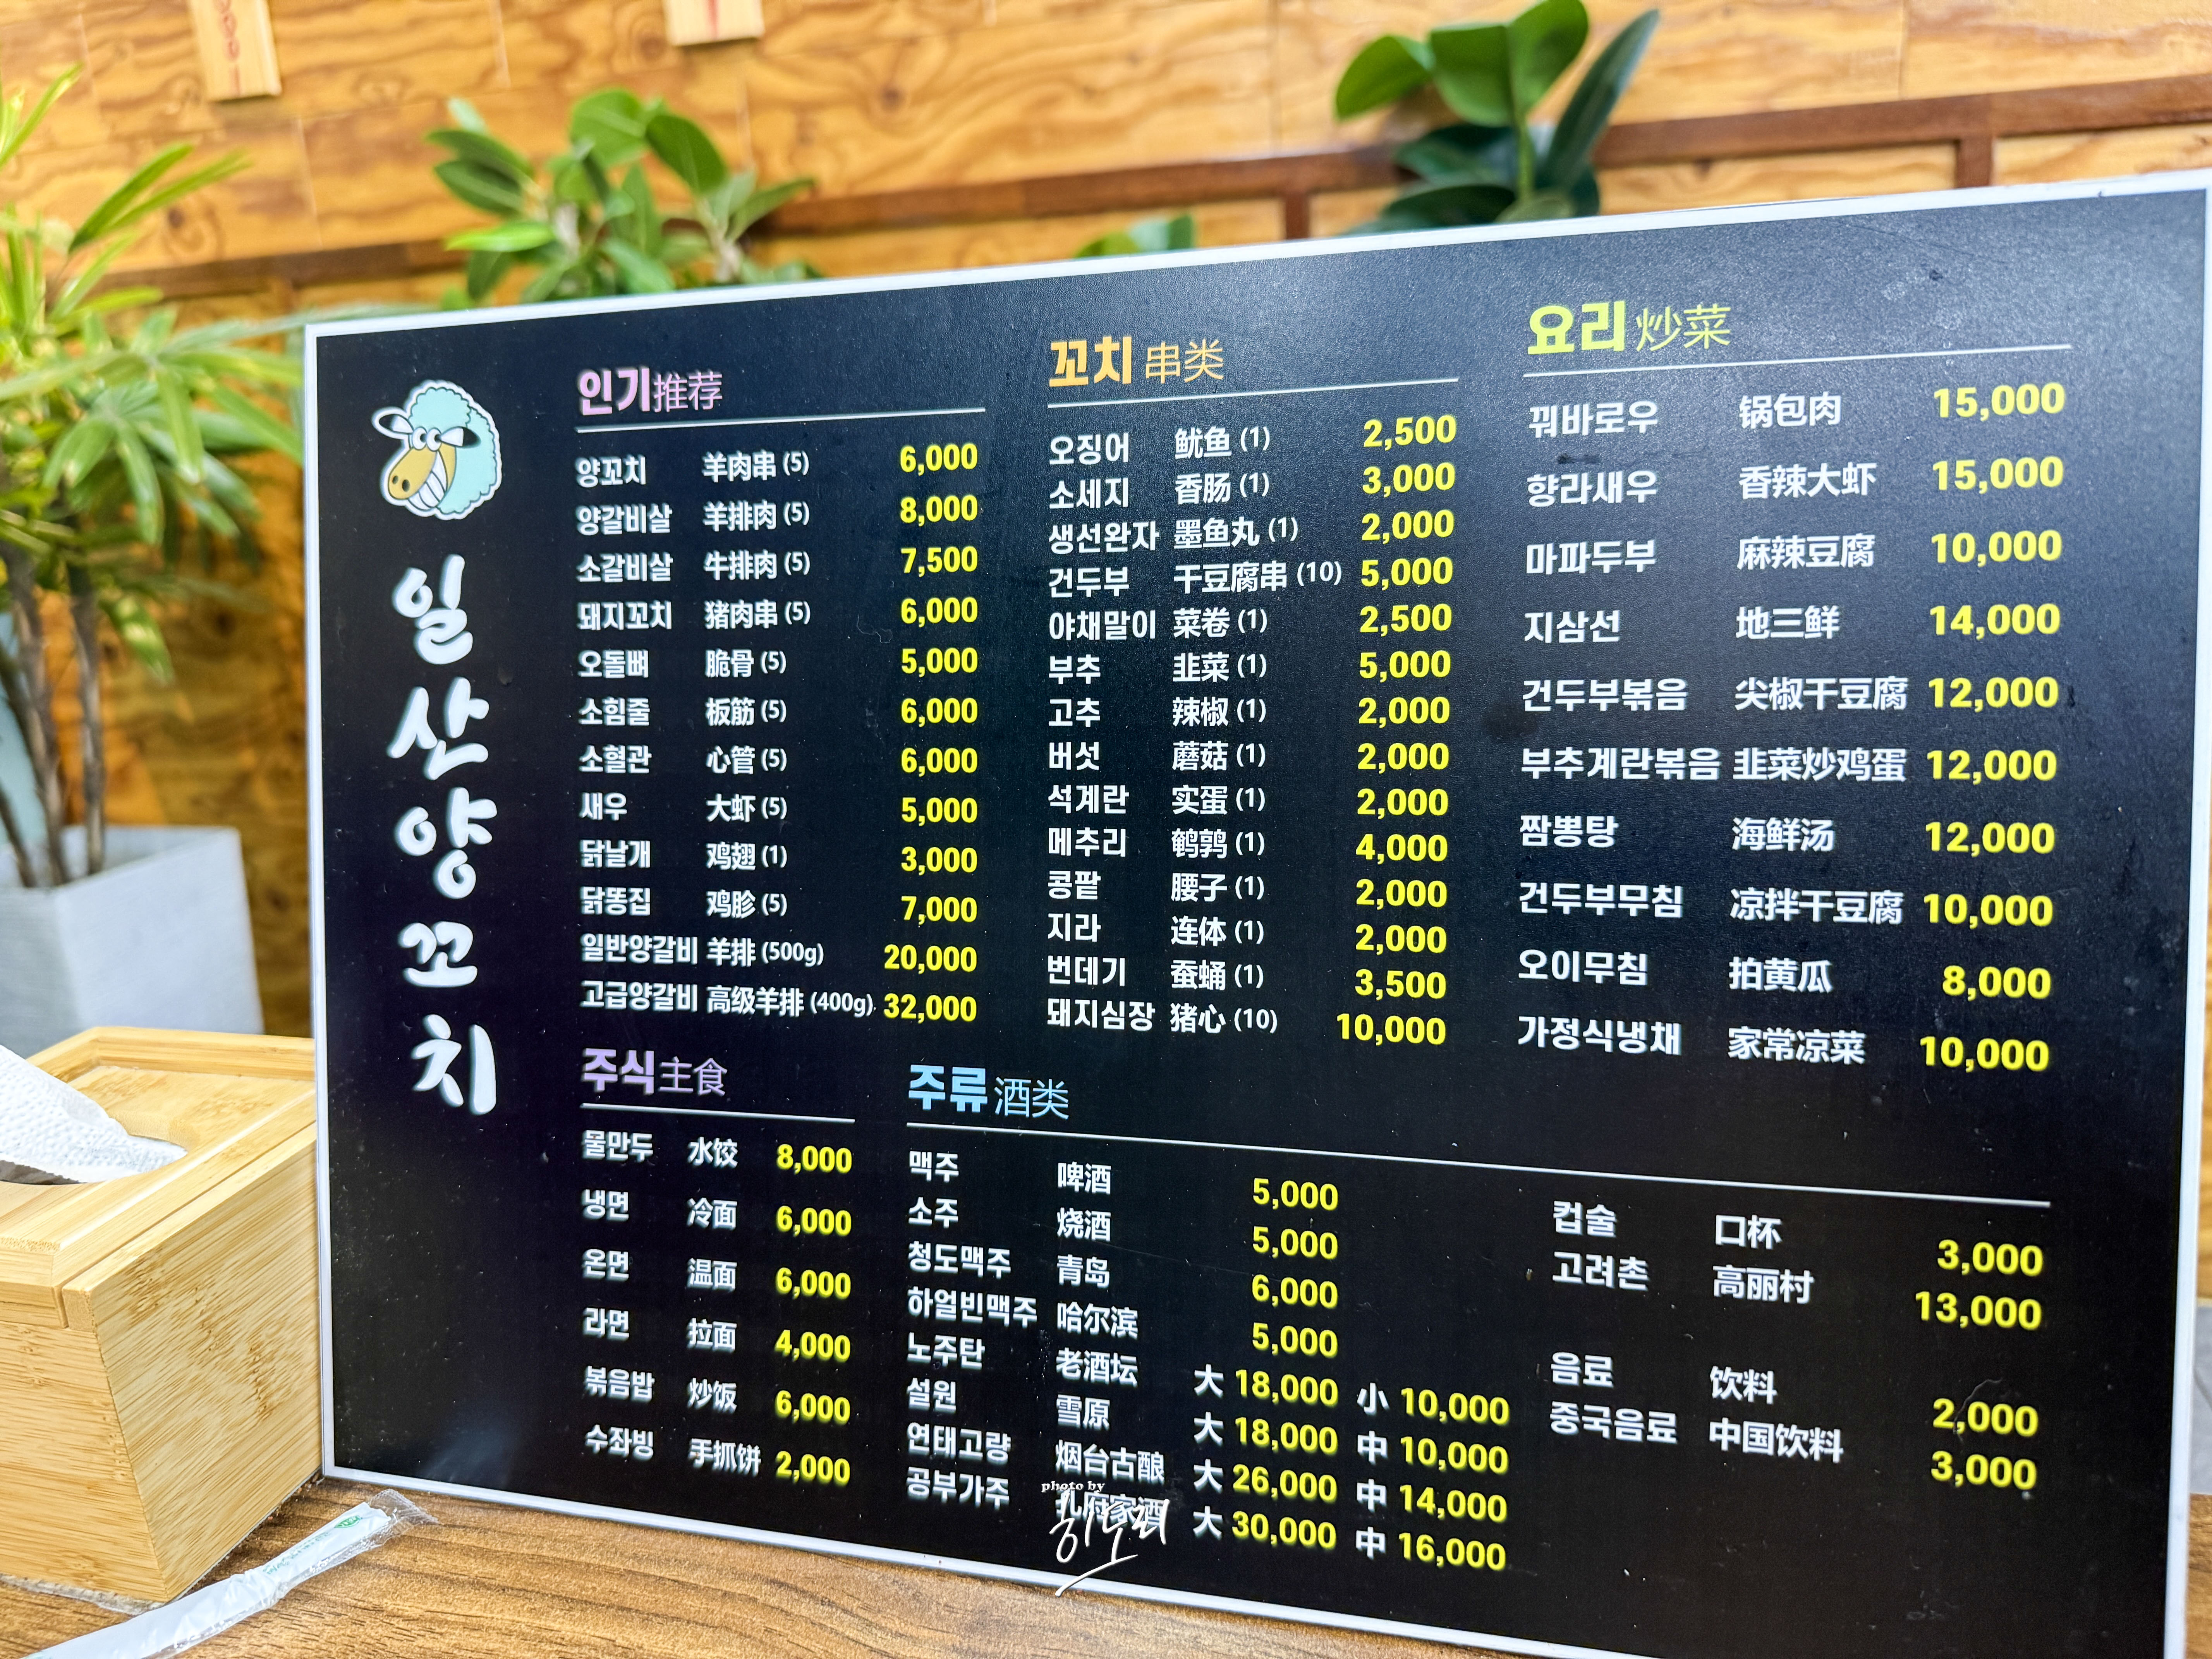 일산양꼬치
인기推荐
양꼬치 羊肉串 (5) 6,000
양갈비살 羊排肉 (5) 8,000
소갈비살 牛排肉 (5) 7,500
돼지꼬치 猪肉串 (5) 6,000
오돌뼈 脆骨 (5) 5,000
소힘줄 板筋 (5) 6,000
소혈관 心管 (5) 6,000
새우 大虾 (5) 5,000
닭날개 鸡翅 (1) 3,000
닭똥집 鸡胗 (5) 7,000
일반양갈비 羊排 (500g) 20,000
고급양갈비 高级羊排 (400g) 32,000
꼬치 串类
오징어 鱿鱼 (1) 2,500
소세지 香肠 (1) 3,000
생선완자 墨鱼丸 (1) 2,000
건두부 干豆腐串 (10) 5,000
야채말이 菜卷 (1) 2,500
부추 韭菜 (1) 5,000
고추 辣椒 (1) 2,000
버섯 蘑菇 (1) 2,000
석계란 实蛋 (1) 2,000
메추리 鹌鹑 (1) 4,000
콩팥 腰子 (1) 2,000
지라 连体 (1) 2,000
번데기 蚕蛹 (1) 3,500
돼지심장 猪心 (10) 10,000
요리 炒菜
꿔바로우 锅包肉 15,000
향라새우 香辣大虾 15,000
마파두부 麻辣豆腐 10,000
지삼선 地三鲜 14,000
건두부볶음 尖椒干豆腐 12,000
부추계란볶음 韭菜炒鸡蛋 12,000
짬뽕탕 海鲜汤 12,000
건두부무침 凉拌干豆腐 10,000
오이무침 拍黄瓜 8,000
가정식냉채 家常凉菜 10,000
주식主食
물만두 水饺 8,000
냉면 冷面 6,000
온면 温面 6,000
라면 拉面 4,000
볶음밥 炒饭 6,000
수좌빙 手抓饼 2,000
주류 酒类
맥주 啤酒 5,000
소주 烧酒 5,000
청도맥주 青岛 6,000
하얼빈맥주 哈尔滨 5,000
노주탄 老酒坛 大 18,000 小 10,000
설원 雪原 大 18,000 中 10,000
연태고량 烟台古酿 大 26,000 中 14,000
공부가주 孔府家酒 大 30,000 中 16,000
컵술 口杯 3,000
고려촌 高丽村 13,000
음료 饮料 2,000
중국음료 中国饮料 3,000
photo by